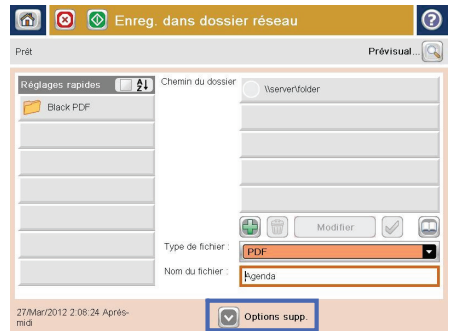 Enreg. dans dossier réseau
Prêt
Prévisual...
Réglages rapides
Chemin du dossier
\\server\folder
Black PDF
Modifier
Type de fichier :
PDF
Nom du fichier :
Agenda
27/Mar/2012 2:08:24 Après-
midi
Options supp.